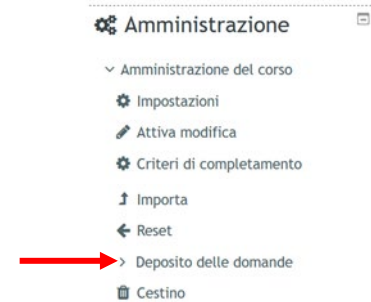 Amministrazione
Amministrazione del corso
Impostazioni
Attiva modifica
Criteri di completamento
Importa
Reset
Deposito delle domande
Cestino